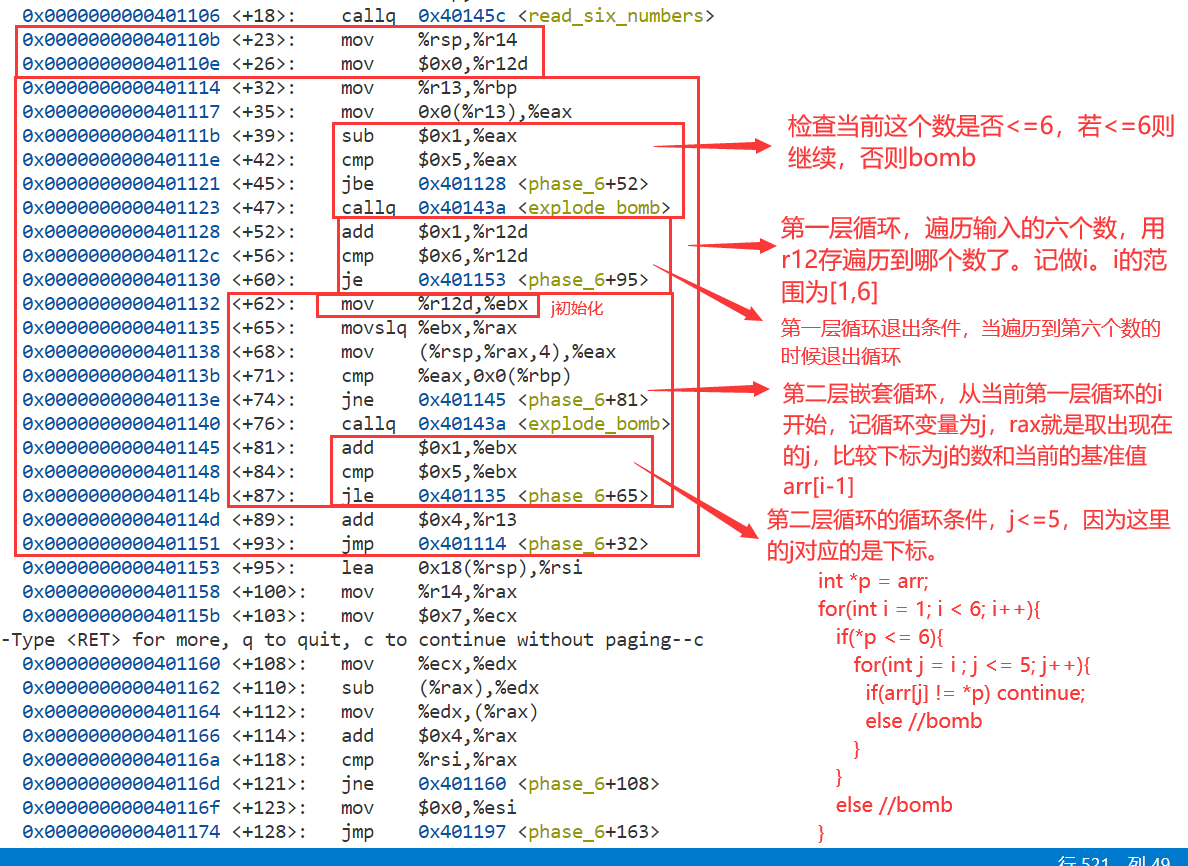 0x0000000000401106 <+18>: callq 0x40145c <read_six_numbers>
0x000000000040110b <+23>: mov %rsp,%r14
0x000000000040110e <+26>: mov $0x0,%r12d
0x0000000000401114 <+32>: mov %r13,%rbp
0x0000000000401117 <+35>: mov 0x0(%r13),%eax
0x000000000040111b <+39>: sub $0x1,%eax
0x000000000040111e <+42>: cmp $0x5,%eax
0x0000000000401121 <+45>: jbe 0x401128 <phase_6+52>
0x0000000000401123 <+47>: callq 0x40143a <explode_bomb>
0x0000000000401128 <+52>: add $0x1,%r12d
0x000000000040112c <+56>: cmp $0x6,%r12d
0x0000000000401130 <+60>: je 0x401153 <phase_6+95>
0x0000000000401132 <+62>: mov %r12d,%ebx
j初始化
0x0000000000401135 <+65>: movslq %ebx,%rax
0x0000000000401138 <+68>: mov (%rsp,%rax,4),%eax
0x000000000040113b <+71>: cmp %eax,0x0(%rbp)
0x000000000040113e <+74>: jne 0x401145 <phase_6+81>
0x0000000000401140 <+76>: callq 0x40143a <explode_bomb>
0x0000000000401145 <+81>: add $0x1,%ebx
0x0000000000401148 <+84>: cmp $0x5,%ebx
0x000000000040114b <+87>: jle 0x401135 <phase_6+65>
0x000000000040114d <+89>: add $0x4,%r13
0x0000000000401151 <+93>: jmp 0x401114 <phase_6+32>
0x0000000000401153 <+95>: lea 0x18(%rsp),%rsi
0x0000000000401158 <+100>: mov %r14,%rax
0x000000000040115b <+103>: mov $0x7,%ecx
-Type <RET> for more, q to quit, c to continue without paging--c
0x0000000000401160 <+108>: mov %ecx,%edx
0x0000000000401162 <+110>: sub (%rax),%edx
0x0000000000401164 <+112>: mov %edx,(%rax)
0x0000000000401166 <+114>: add $0x4,%rax
0x000000000040116a <+118>: cmp %rsi,%rax
0x000000000040116d <+121>: jne 0x401160 <phase_6+108>
0x000000000040116f <+123>: mov $0x0,%esi
0x0000000000401174 <+128>: jmp 0x401197 <phase_6+163>
检查当前这个数是否<=6，若<=6则
继续，否则bomb
第一层循环，遍历输入的六个数，用
r12存遍历到哪个数了。记做i。i的范
围为[1,6]
第一层循环退出条件，当遍历到第六个数的
时候退出循环
第二层嵌套循环，从当前第一层循环的i
开始，记循环变量为j，rax就是取出现在
的j，比较下标为j的数和当前的基准值
arr[i-1]
第二层循环的循环条件，j<=5，因为这里
的j对应的是下标。
int *p = arr;
for(int i = 1; i < 6; i++){
if(*p <= 6){
for(int j = i ; j <= 5; j++){
if(arr[j] != *p) continue;
else //bomb
}
}
else //bomb
}
行 521，列 49